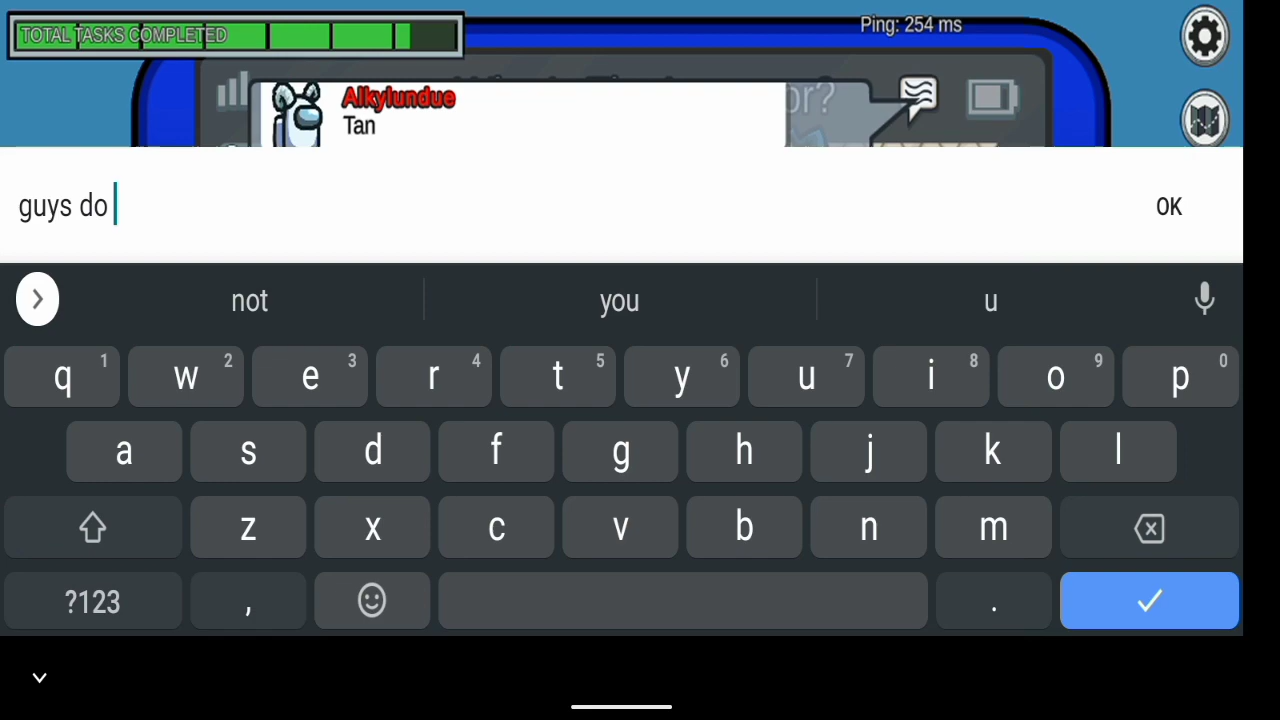 TOTAL TASKS COMPLETED
Ping: 254 ms
or?
Alkylundue
Tan
guys do
OK
not you u
q 1 w 2 e 3 r 4 t 5 y 6 u 7 i 8 o 9 p 0
a s d f g h j k l
z x c v b n m
?123 , .